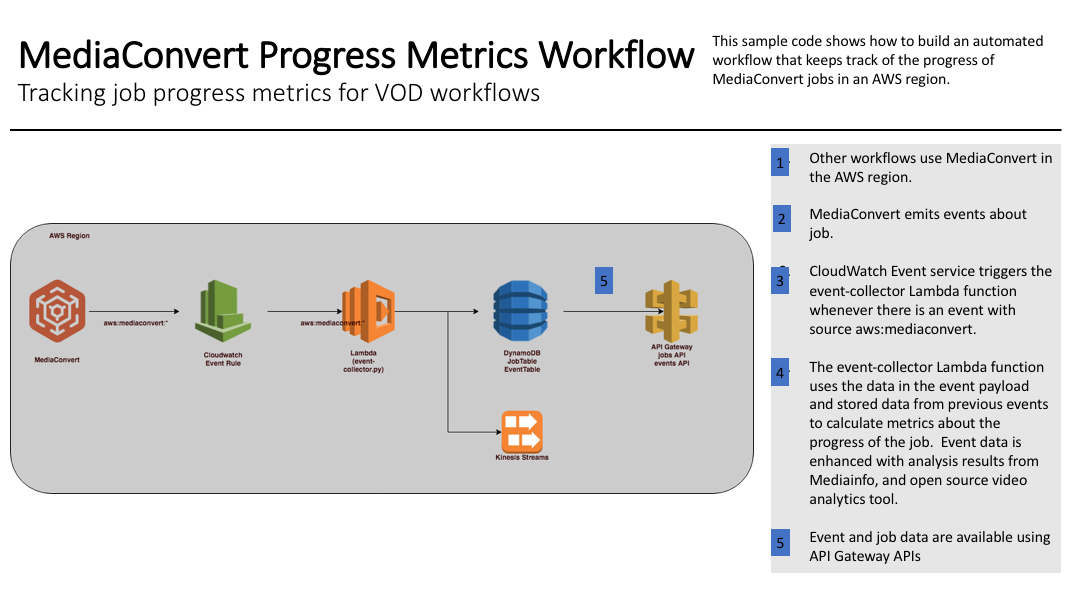 MediaConvert Progress Metrics Workflow
Tracking job progress metrics for VOD workflows
This sample code shows how to build an automated
workflow that keeps track of the progress of
MediaConvert jobs in an AWS region.
AWS Region
MediaConvert
aws:mediaconvert:*
Cloudwatch
Event Rule
aws:mediaconvert:*
Lambda
(event-
collector.py)
DynamoDB
JobTable
EventTable
5
API Gateway
jobs API
events API
Kinesis Streams
1
Other workflows use MediaConvert in
the AWS region.
2
MediaConvert emits events about
job.
3
CloudWatch Event service triggers the
event-collector Lambda function
whenever there is an event with
source aws:mediaconvert.
4
The event-collector Lambda function
uses the data in the event payload
and stored data from previous events
to calculate metrics about the
progress of the job.  Event data is
enhanced with analysis results from
Mediainfo, and open source video
analytics tool.
5
Event and job data are available using
API Gateway APIs